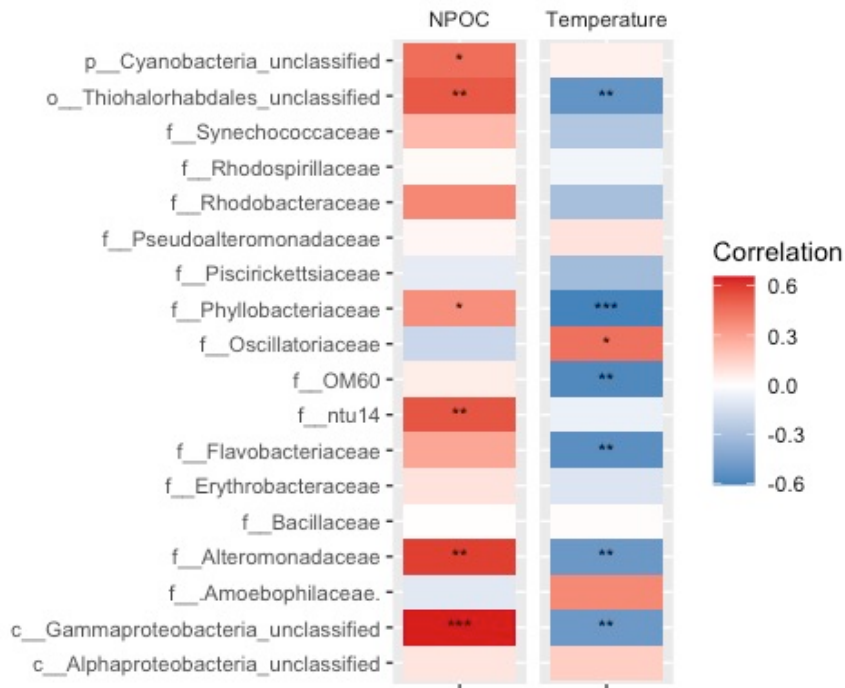 NPOC Temperature
p__Cyanobacteria_unclassified * 
o__Thiohalorhabdales_unclassified ** **
f__Synechococcaceae
f__Rhodospirillaceae
f__Rhodobacteraceae
f__Pseudoalteromonadaceae
f__Piscirickettsiaceae
f__Phyllobacteriaceae * ***
f__Oscillatoriaceae *
f__OM60 **
f__ntu14 **
f__Flavobacteriaceae **
f__Erythrobacteraceae
f__Bacillaceae
f__Alteromonadaceae ** **
f__.Amoebophilaceae.
c__Gammaproteobacteria_unclassified *** **
c__Alphaproteobacteria_unclassified
Correlation
0.6
0.3
0.0
-0.3
-0.6